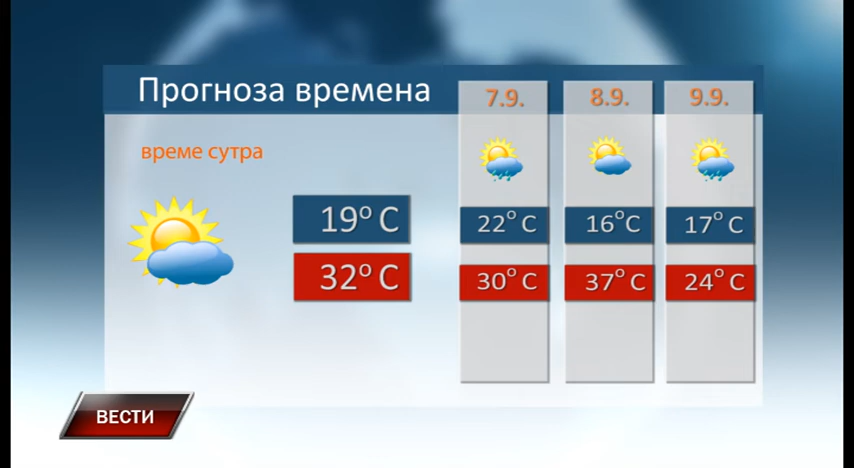 Прогноза времена
време сутра
19° C
32° C
7.9. 8.9. 9.9.
22° C 16°C 17° C
30° C 37° C 24° C
ВЕСТИ